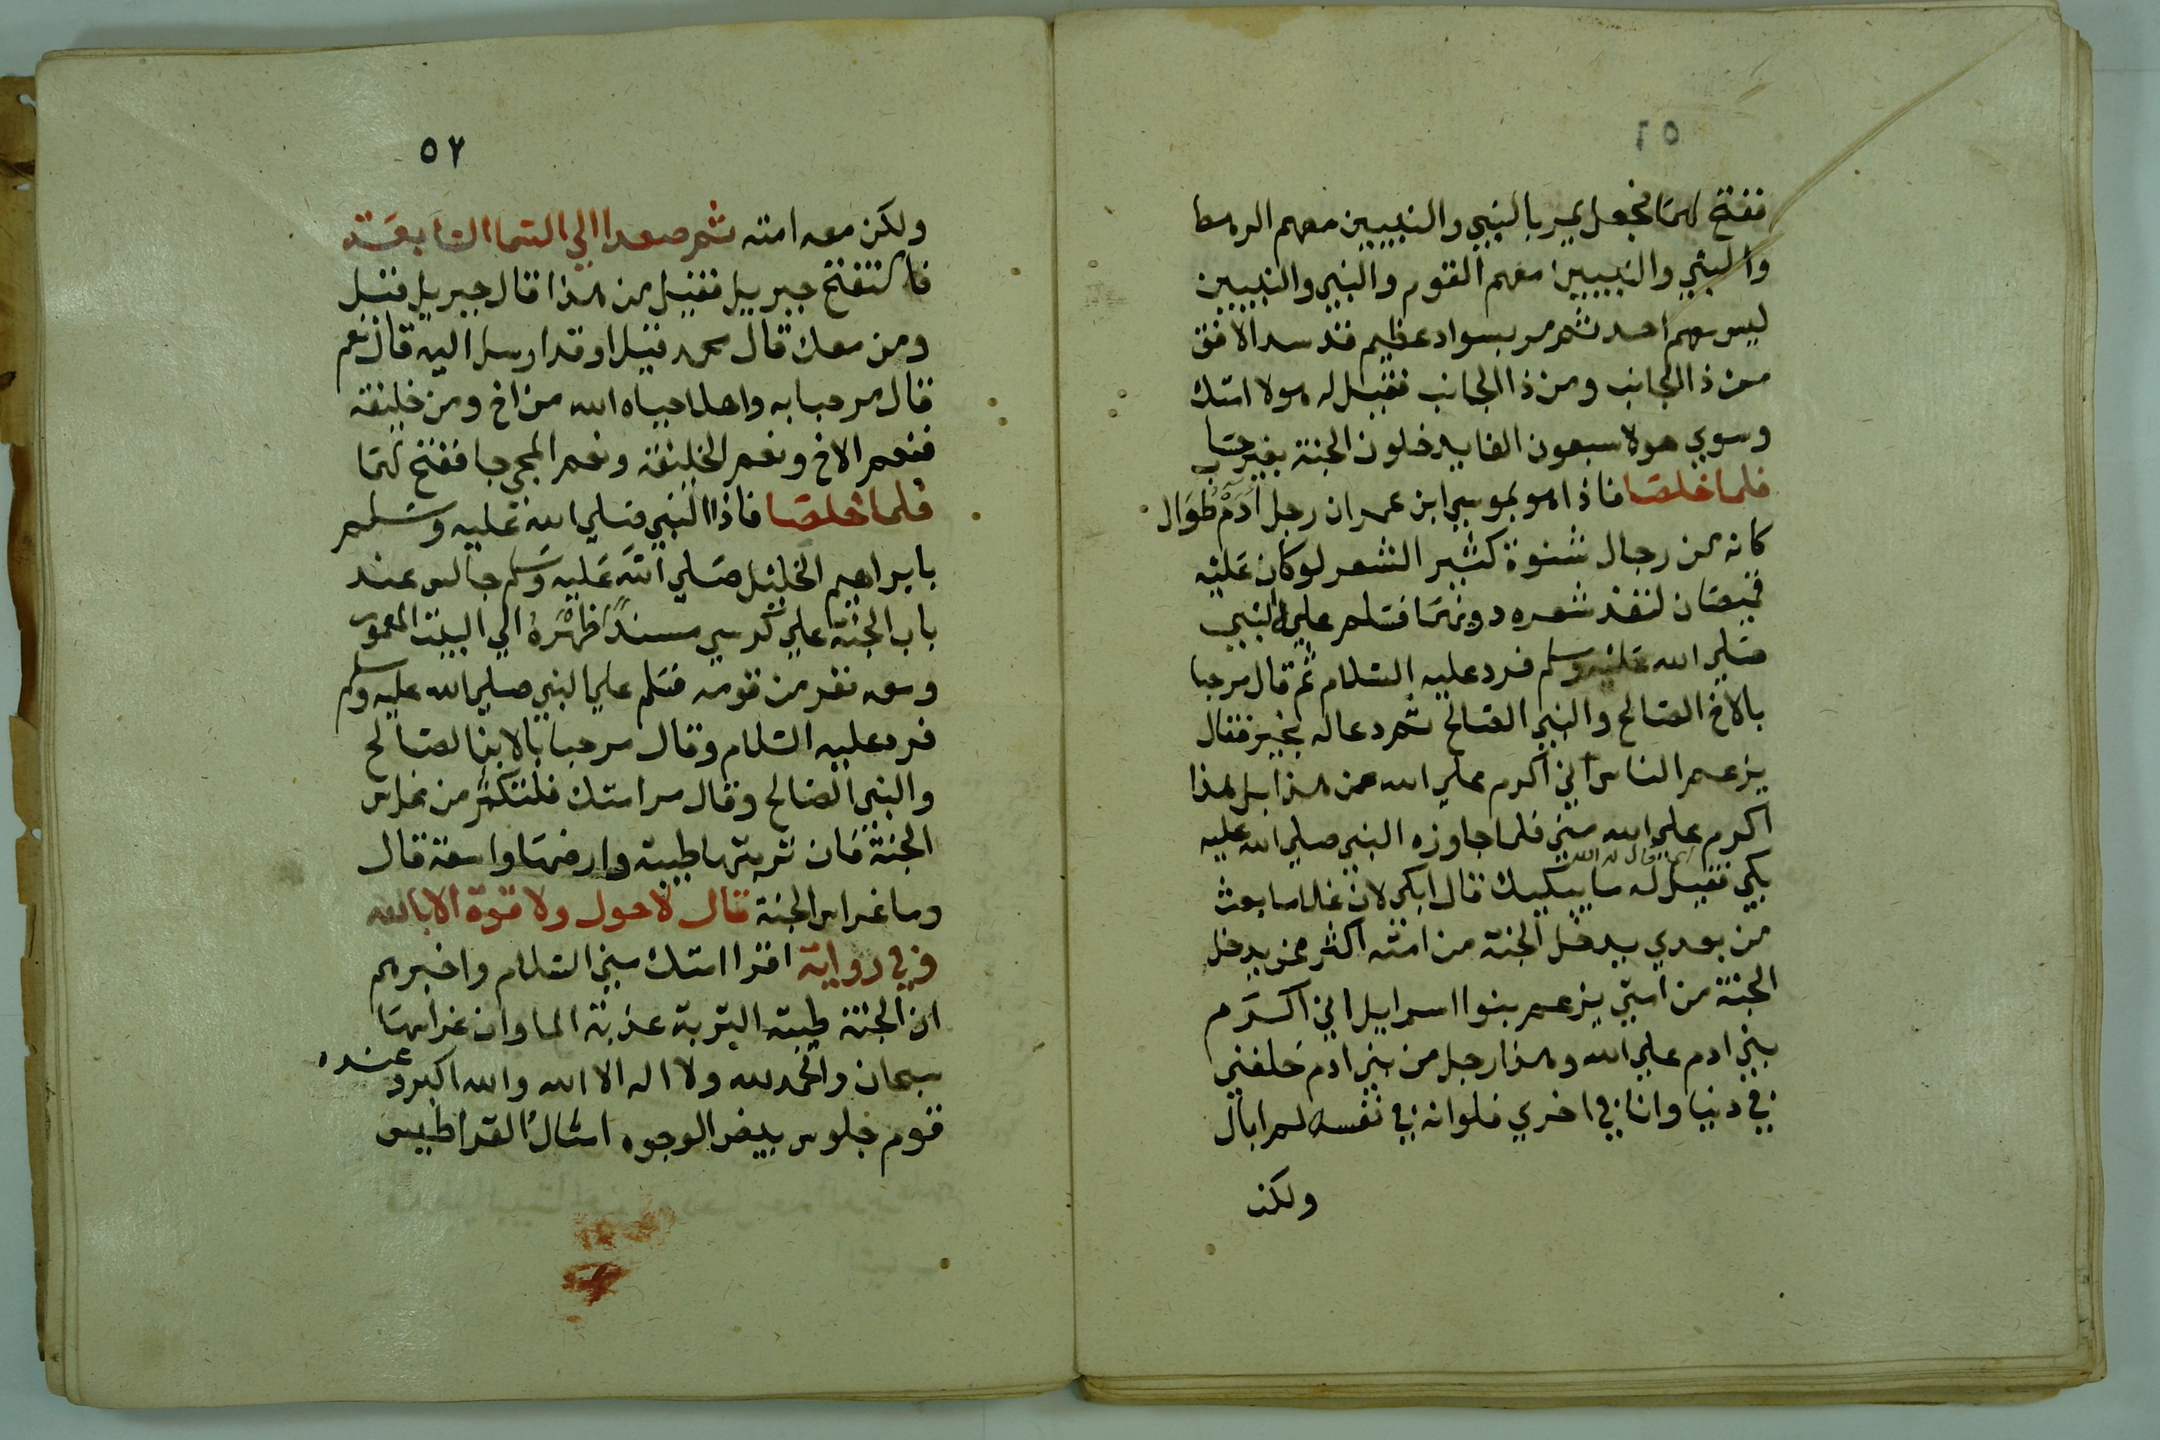 ٥٦
ففتح لهما فجعل يمر بالنبي والنبيين معهم الرهط
والنبي والنبيين معهم القوم والنبي والنبيين
ليس معهم احد ثم مر بسواد عظيم قد سد الافق
من ذا الجانب ومن ذا الجانب فقيل له هولا امتك
وسوي هولا سبعون الفا يدخلون الجنة بغير حساب
فلما خلصا فاذا هو بموسي ابن عمران رجل آدم طوال
كانه من رجال شنوة كثير الشعر لو كان عليه
قميصان لنفذ شعره دونهما فسلم عليه النبي
صلي الله عليه وسلم فرد عليه السلام ثم قال مرحبا
بالاخ الصالح والنبي الصالح ثم دعا له بخير فقال
يزعم الناس اني اكرم علي الله من هذا بل هذا
اكرم علي الله مني فلما جاوزه النبي صلي الله عليه
بكي فقيل له ما يبكيك قال ابكي لان غلاما بعث
من بعدي يدخل الجنة من امته اكثر ممن يدخل
الجنة من امتي يزعم بنوا اسرايل اني اكرم
بني ادم علي الله وهذا رجل من بني ادم خلفني
في دنيا وانا في اخري فلو انه في نفسه لم ابال
ولكن
٥٧
ولكن معه امته ثم صعدا الي السما السابعة
فاستفتح جبريل فقيل من هذا قال جبريل قيل
ومن معك قال محمد قيل اوقد ارسل اليه قال نعم
قال مرحبا به واهلا حياه الله من اخ ومن خليفة
فنعم الاخ ونعم الخليفة ونعم المجي جا ففتح لهما
فلما خلصا فاذا النبي صلي الله عليه وسلم
بابراهيم الخليل صلي الله عليه وسلم جالس عند
باب الجنة علي كرسي مسندا ظهره الي البيت المعمور
ومعه نفر من قومه فسلم علي النبي صلي الله عليه وسلم
فرد عليه السلام وقال مرحبا بالابن الصالح
والنبي الصالح وقال مر امتك فلتكثر من غراس
الجنة فان تربتها طيبة وارضها واسعة قال
وما غراس الجنة قال لا حول ولا قوة الا بالله
وفي رواية اقرا امتك مني السلام واخبرهم
ان الجنة طيبة التربة عذبة الما وان غراسها
سبحان والحمد لله ولا اله الا الله والله اكبر وعنده
قوم جلوس بيض الوجوه امثال القراطيس